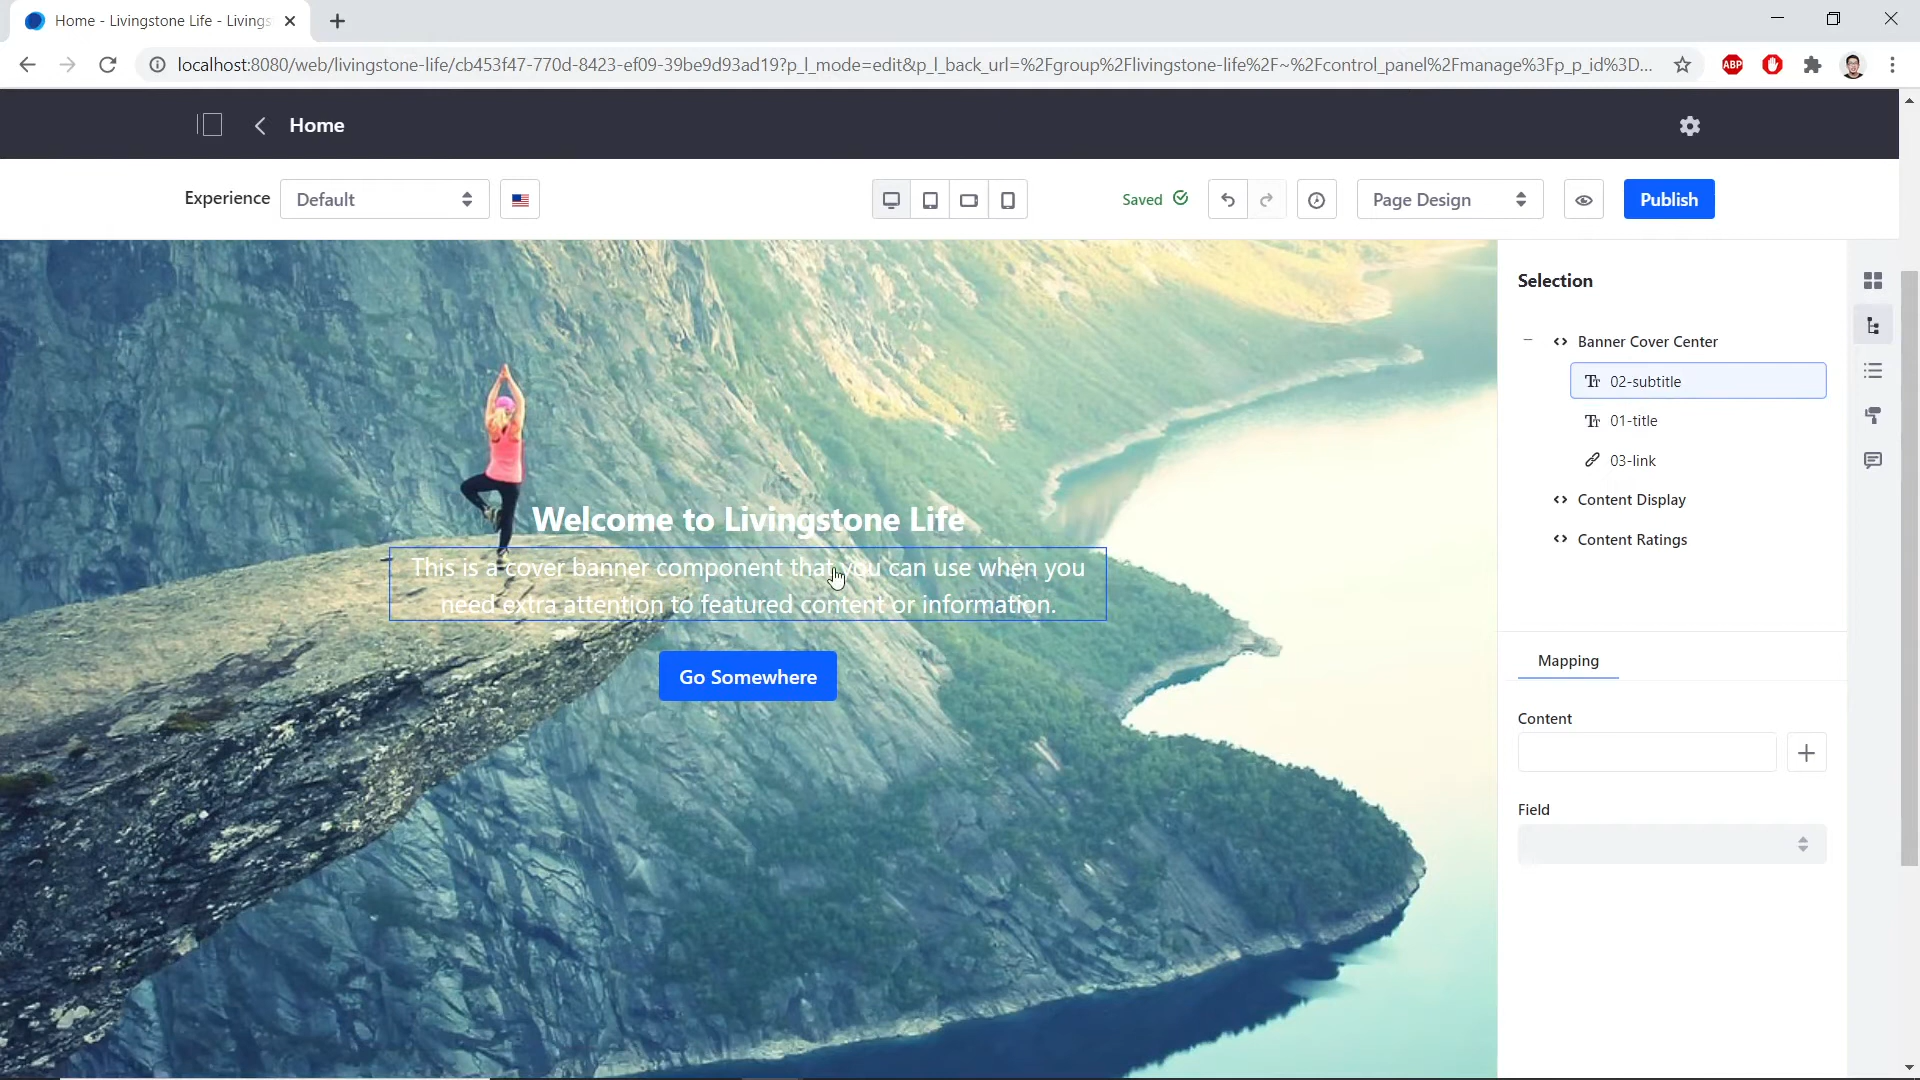 Home - Livingstone Life - Livings
localhost:8080/web/livingstone-life/cb453f47-770d-8423-ef09-39be9d93ad19?p_l_mode=edit&p_l_back_url=%2Fgroup%2Flivingstone-life%2F~%2Fcontrol_panel%2Fmanage%3Fp_p_id%3D...
ABP
Home
Experience
Default
Saved
Page Design
Publish
Selection
Banner Cover Center
02-subtitle
01-title
03-link
Content Display
Content Ratings
Welcome to Livingstone Life
This is a cover banner component that you can use when you
need extra attention to featured content or information.
Go Somewhere
Mapping
Content
Field